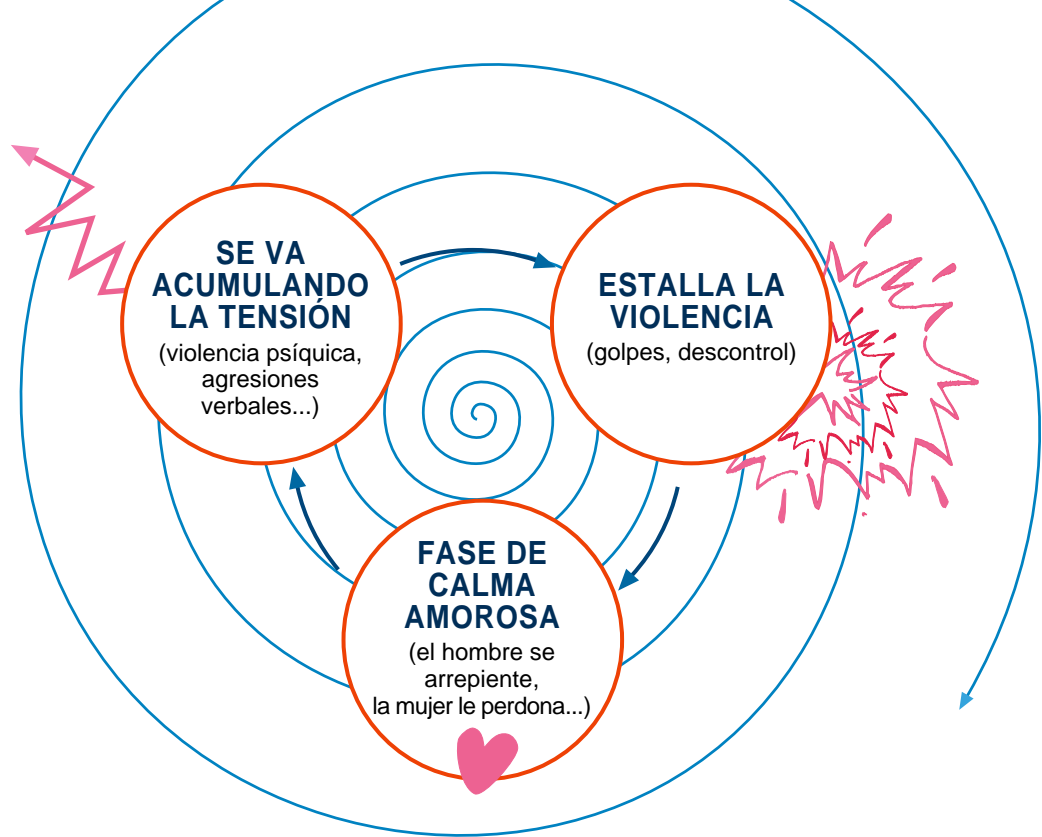 SE VA
ACUMULANDO
LA TENSIÓN
(violencia psíquica,
agresiones
verbales...)
ESTALLA LA
VIOLENCIA
(golpes, descontrol)
FASE DE
CALMA
AMOROSA
(el hombre se
arrepiente,
la mujer le perdona...)